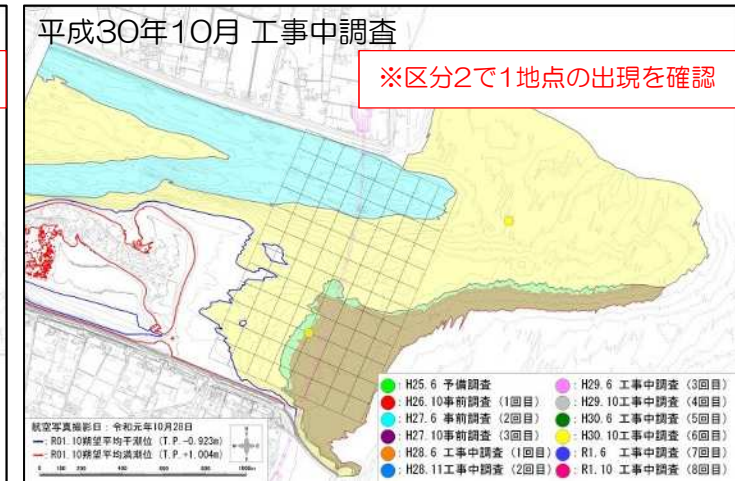 平成30年10月 工事中調査
※区分2で1地点の出現を確認
: H25.6 予備調査
: H26.10事前調査（1回目）
: H27.6 事前調査（2回目）
: H27.10事前調査（3回目）
: H28.6 工事中調査（1回目）
: H28.11工事中調査（2回目）
: H29.6 工事中調査（3回目）
: H29.10工事中調査（4回目）
: H30.6 工事中調査（5回目）
: H30.10工事中調査（6回目）
: R1.6 工事中調査（7回目）
: R1.10 工事中調査（8回目）
航空写真撮影日：令和元年10月28日
: R01.10朔望平均干潮位（T.P.-0.923m）
: R01.10朔望平均満潮位（T.P.+1.004m）